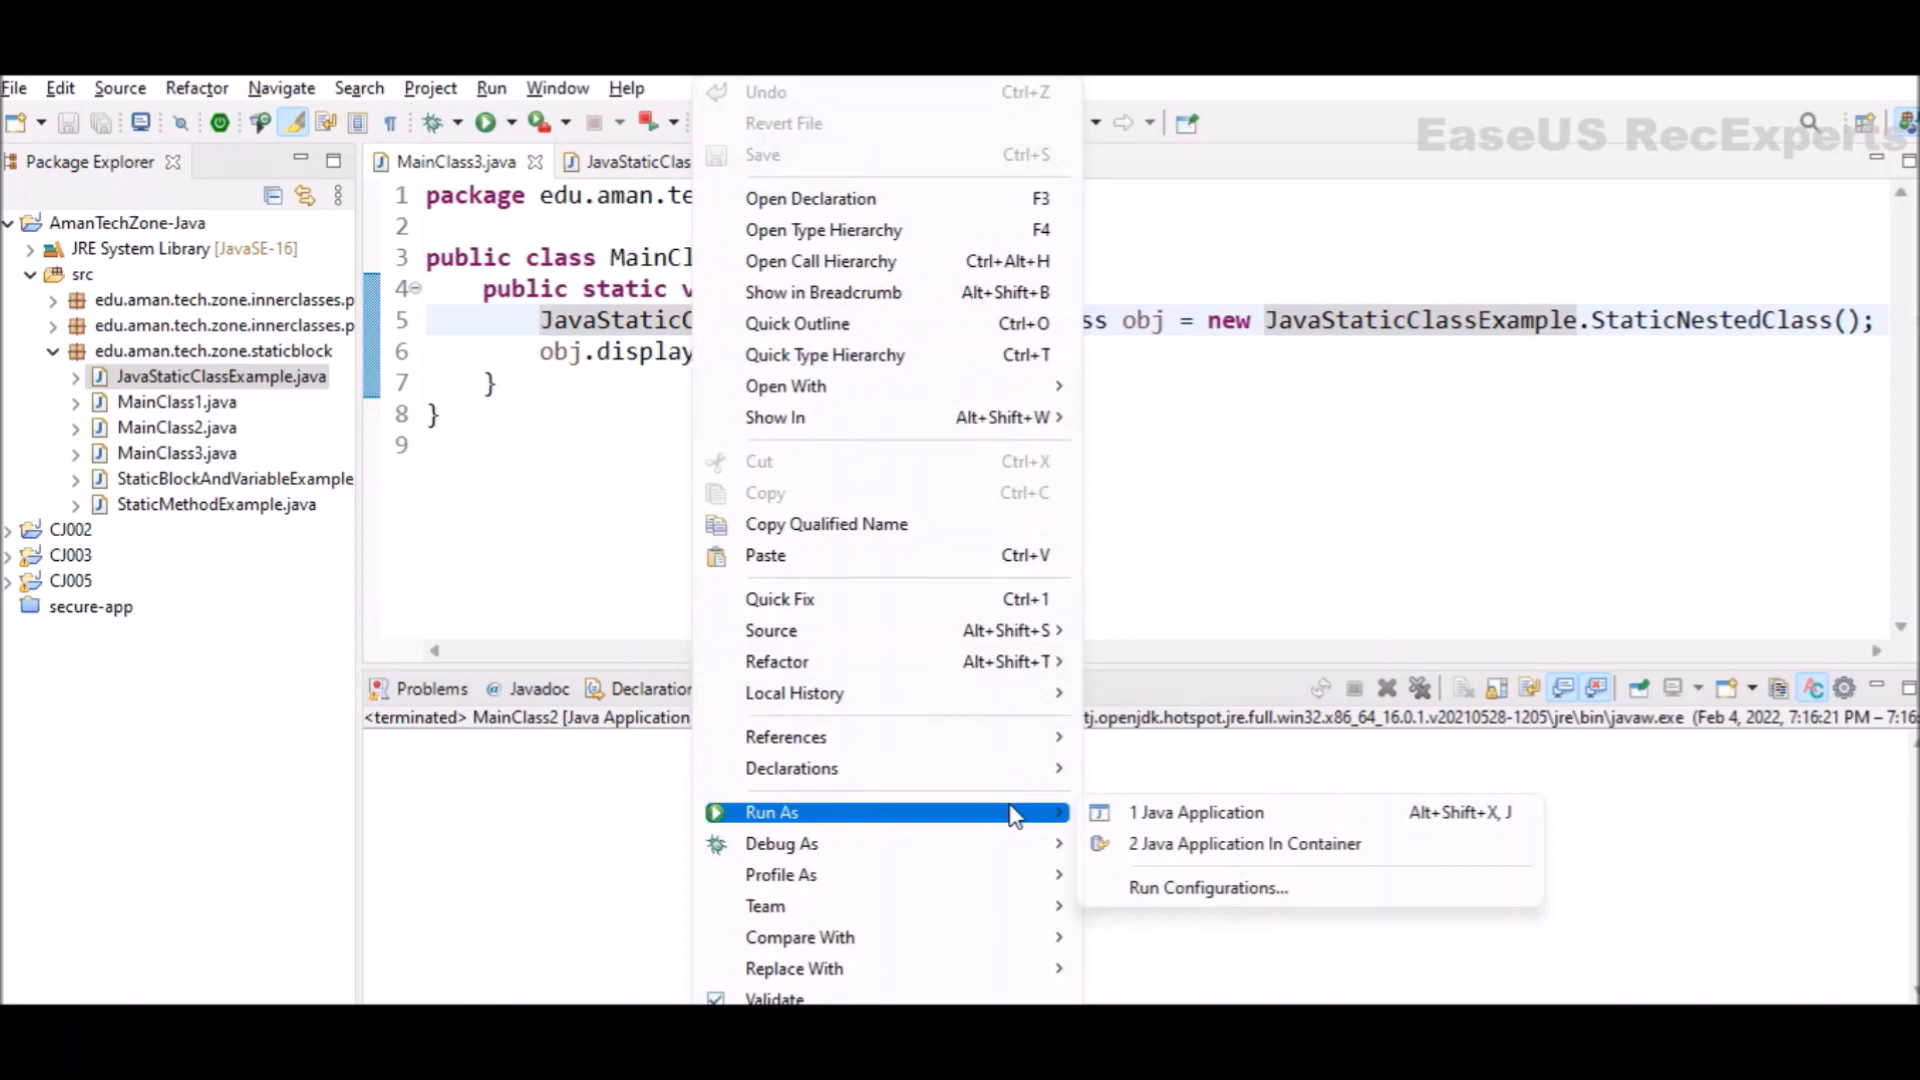 File Edit Source Refactor Navigate Search Project Run Window Help
EaseUS RecExperts
Package Explorer
AmanTechZone-Java
JRE System Library [JavaSE-16]
src
edu.aman.tech.zone.innerclasses.p
edu.aman.tech.zone.innerclasses.p
edu.aman.tech.zone.staticblock
JavaStaticClassExample.java
MainClass1.java
MainClass2.java
MainClass3.java
StaticBlockAndVariableExample
StaticMethodExample.java
CJ002
CJ003
CJ005
secure-app
MainClass3.java JavaStaticClas
1 package edu.aman.te
2
3 public class MainCl
4 public static v
5 JavaStaticC ss obj = new JavaStaticClassExample.StaticNestedClass();
6 obj.display
7 }
8 }
9
Undo Ctrl+Z
Revert File
Save Ctrl+S
Open Declaration F3
Open Type Hierarchy F4
Open Call Hierarchy Ctrl+Alt+H
Show in Breadcrumb Alt+Shift+B
Quick Outline Ctrl+O
Quick Type Hierarchy Ctrl+T
Open With
Show In Alt+Shift+W
Cut Ctrl+X
Copy Ctrl+C
Copy Qualified Name
Paste Ctrl+V
Quick Fix Ctrl+1
Source Alt+Shift+S
Refactor Alt+Shift+T
Local History
References
Declarations
Run As
Debug As
Profile As
Team
Compare With
Replace With
Validate
1 Java Application Alt+Shift+X, J
2 Java Application In Container
Run Configurations...
Problems @ Javadoc Declaration
<terminated> MainClass2 [Java Application tj.openjdk.hotspot.jre.full.win32.x86_64_16.0.1.v20210528-1205\jre\bin\javaw.exe (Feb 4, 2022, 7:16:21 PM – 7:16: